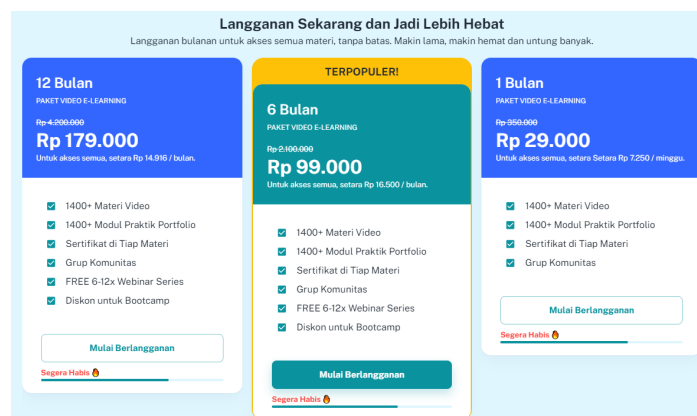 Langganan Sekarang dan Jadi Lebih Hebat
Langganan bulanan untuk akses semua materi, tanpa batas. Makin lama, makin hemat dan untung banyak.
12 Bulan
PAKET VIDEO E-LEARNING
Rp 4.200.000
Rp 179.000
Untuk akses semua, setara Rp 14.916 / bulan.
1400+ Materi Video
1400+ Modul Praktik Portfolio
Sertifikat di Tiap Materi
Grup Komunitas
FREE 6-12x Webinar Series
Diskon untuk Bootcamp
Mulai Berlangganan
Segera Habis
TERPOPULER!
6 Bulan
PAKET VIDEO E-LEARNING
Rp 2.100.000
Rp 99.000
Untuk akses semua, setara Rp 16.500 / bulan.
1400+ Materi Video
1400+ Modul Praktik Portfolio
Sertifikat di Tiap Materi
Grup Komunitas
FREE 6-12x Webinar Series
Diskon untuk Bootcamp
Mulai Berlangganan
Segera Habis
1 Bulan
PAKET VIDEO E-LEARNING
Rp 350.000
Rp 29.000
Untuk akses semua, setara Setara Rp 7.250 / minggu.
1400+ Materi Video
1400+ Modul Praktik Portfolio
Sertifikat di Tiap Materi
Grup Komunitas
Mulai Berlangganan
Segera Habis